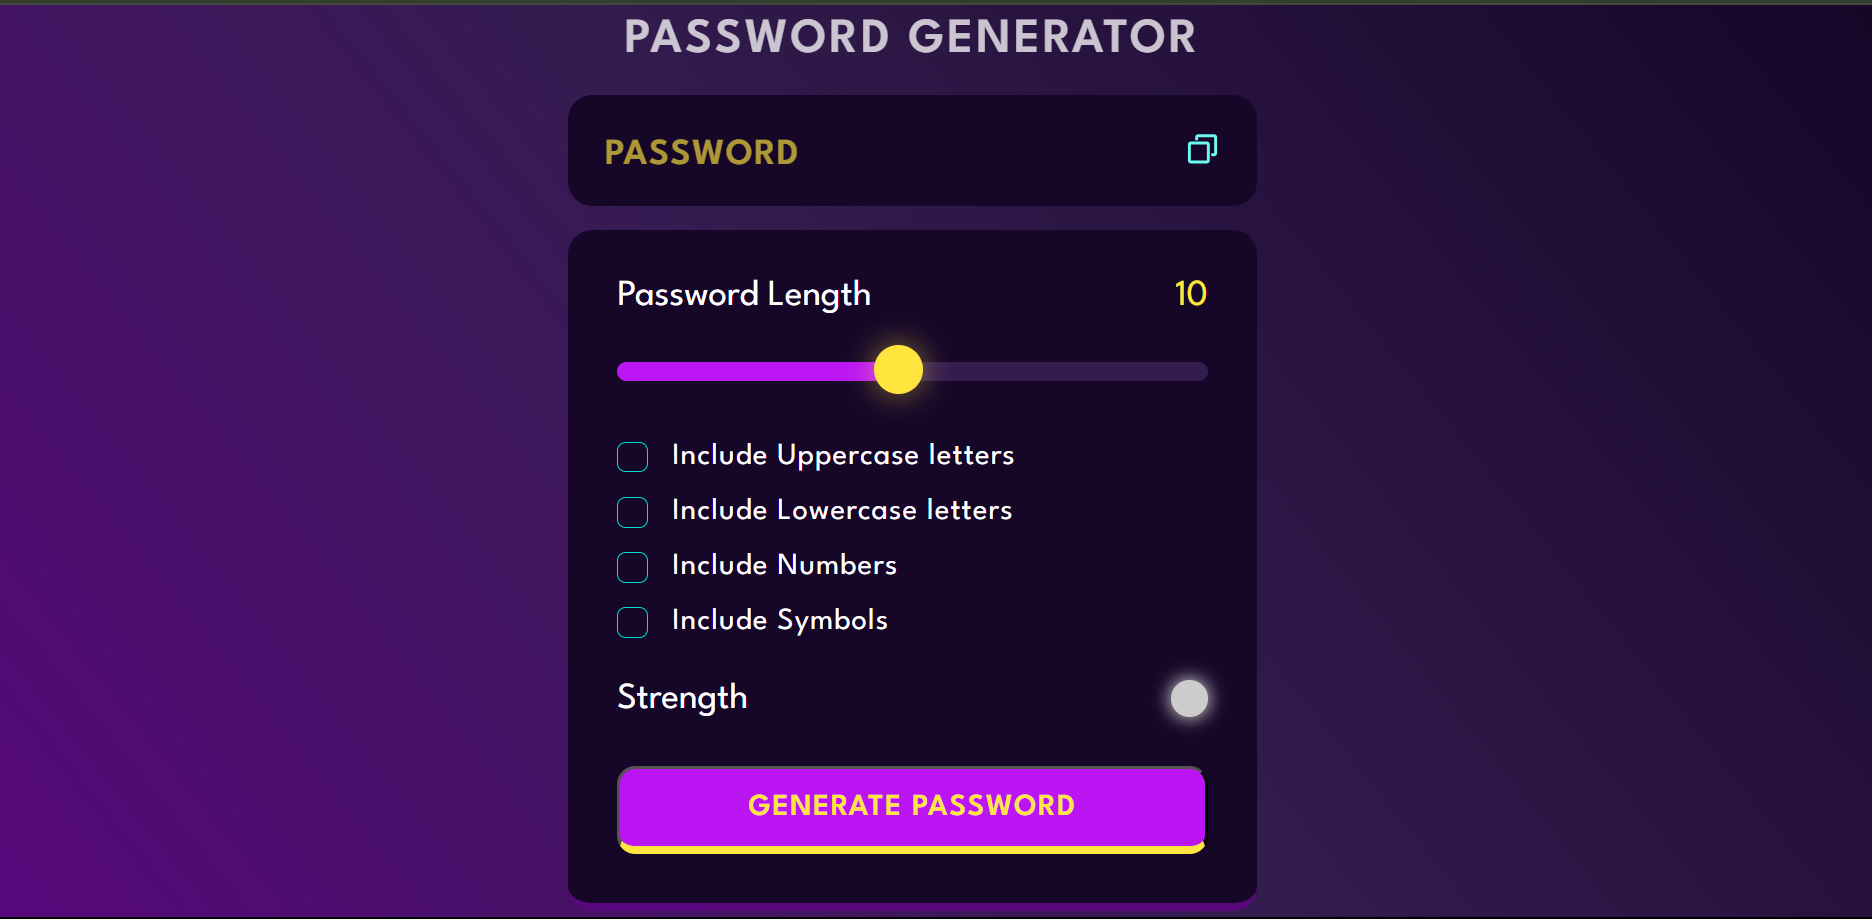 PASSWORD GENERATOR
PASSWORD
Password Length 10
Include Uppercase letters
Include Lowercase letters
Include Numbers
Include Symbols
Strength
GENERATE PASSWORD